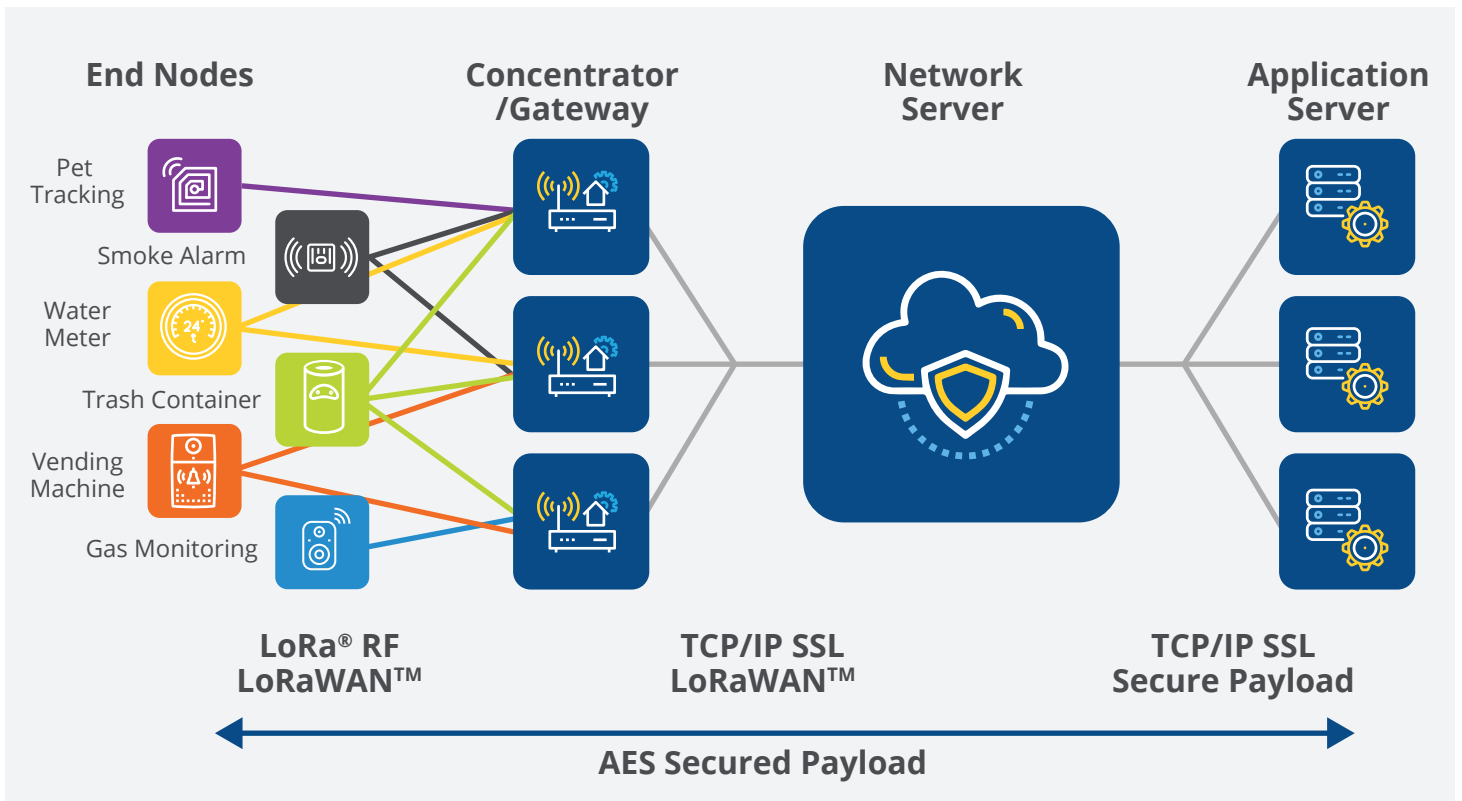 End Nodes
Concentrator
/Gateway
Network
Server
Application
Server
Pet
Tracking
Smoke Alarm
Water
Meter
24°
t
Trash Container
Vending
Machine
Gas Monitoring
LoRa® RF
LoRaWAN™
TCP/IP SSL
LoRaWAN™
TCP/IP SSL
Secure Payload
AES Secured Payload